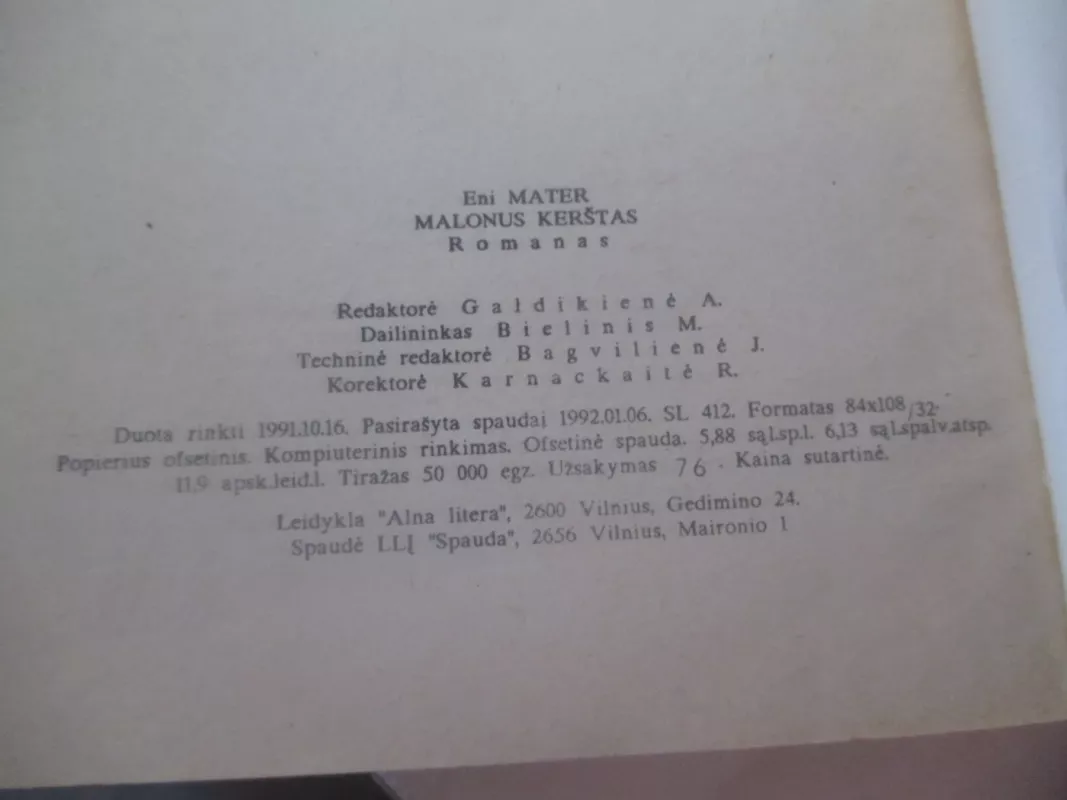 Eni MATER
MALONUS KERŠTAS
Romanas
Redaktorė Galdikienė A.
Dailininkas Bielinis M.
Techninė redaktorė Bagvilienė J.
Korektorė Karnackaitė R.
Duota rinkti 1991.10.16. Pasirašyta spaudai 1992.01.06. SL 412. Formatas 84x108/32.
Popierius ofsetinis. Kompiuterinis rinkimas. Ofsetinė spauda. 5,88 sąl.sp.l. 6,13 sąl.spalv.atsp.
11,9 apsk.leid.l. Tiražas 50 000 egz. Užsakymas 76. Kaina sutartinė.
Leidykla "Alna litera", 2600 Vilnius, Gedimino 24.
Spaudė LLĮ "Spauda", 2656 Vilnius, Maironio 1